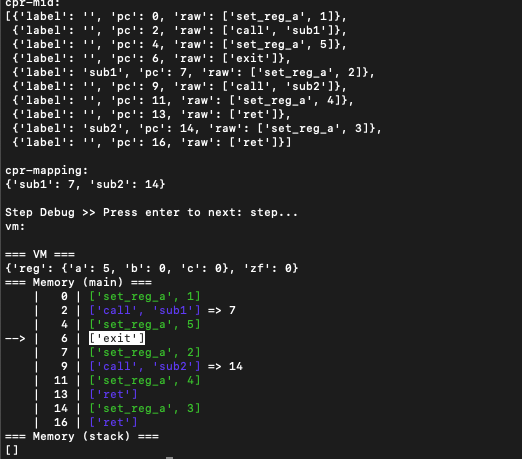 cpr-mid:
[{'label': '', 'pc': 0, 'raw': ['set_reg_a', 1]},
 {'label': '', 'pc': 2, 'raw': ['call', 'sub1']},
 {'label': '', 'pc': 4, 'raw': ['set_reg_a', 5]},
 {'label': '', 'pc': 6, 'raw': ['exit']},
 {'label': 'sub1', 'pc': 7, 'raw': ['set_reg_a', 2]},
 {'label': '', 'pc': 9, 'raw': ['call', 'sub2']},
 {'label': '', 'pc': 11, 'raw': ['set_reg_a', 4]},
 {'label': '', 'pc': 13, 'raw': ['ret']},
 {'label': 'sub2', 'pc': 14, 'raw': ['set_reg_a', 3]},
 {'label': '', 'pc': 16, 'raw': ['ret']}]
cpr-mapping:
{'sub1': 7, 'sub2': 14}
Step Debug >> Press enter to next: step...
vm:
=== VM ===
{'reg': {'a': 5, 'b': 0, 'c': 0}, 'zf': 0}
=== Memory (main) ===
    |   0 | ['set_reg_a', 1]
    |   2 | ['call', 'sub1'] => 7
    |   4 | ['set_reg_a', 5]
--> |   6 | ['exit']
    |   7 | ['set_reg_a', 2]
    |   9 | ['call', 'sub2'] => 14
    |  11 | ['set_reg_a', 4]
    |  13 | ['ret']
    |  14 | ['set_reg_a', 3]
    |  16 | ['ret']
=== Memory (stack) ===
[]